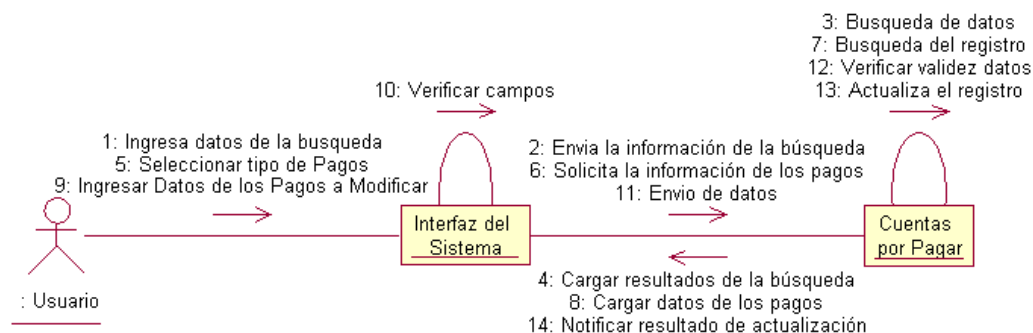 3: Busqueda de datos
7: Busqueda del registro
12: Verificar validez datos
13: Actualiza el registro
10: Verificar campos
1: Ingresa datos de la busqueda
5: Seleccionar tipo de Pagos
9: Ingresar Datos de los Pagos a Modificar
2: Envia la información de la búsqueda
6: Solicita la información de los pagos
11: Envio de datos
Interfaz del
Sistema
Cuentas
por Pagar
: Usuario
4: Cargar resultados de la búsqueda
8: Cargar datos de los pagos
14: Notificar resultado de actualización